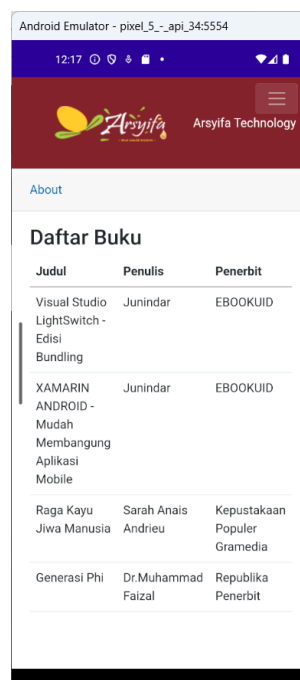 Android Emulator - pixel_5_-_api_34:5554
12:17
Arsyifa
Arsyifa Technology
About
Daftar Buku
Judul Penulis Penerbit
Visual Studio Junindar EBOOKUID
LightSwitch -
Edisi
Bundling
XAMARIN Junindar EBOOKUID
ANDROID -
Mudah
Membangung
Aplikasi
Mobile
Raga Kayu Sarah Anais Kepustakaan
Jiwa Manusia Andrieu Populer
Gramedia
Generasi Phi Dr.Muhammad Republika
Faizal Penerbit